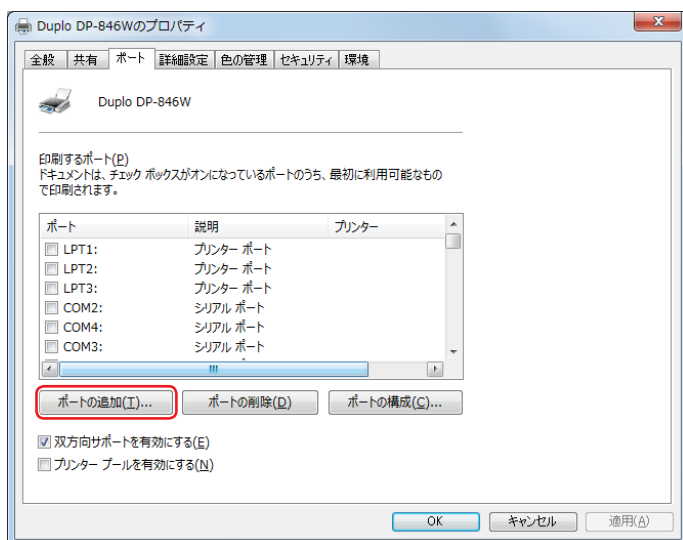 Duplo DP-846Wのプロパティ
全般 共有 ポート 詳細設定 色の管理 セキュリティ 環境
Duplo DP-846W
印刷するポート(P)
ドキュメントは、チェック ボックスがオンになっているポートのうち、最初に利用可能なもの
で印刷されます。
ポート 説明 プリンター
LPT1: プリンター ポート
LPT2: プリンター ポート
LPT3: プリンター ポート
COM2: シリアル ポート
COM4: シリアル ポート
COM3: シリアル ポート
ポートの追加(T)... ポートの削除(D) ポートの構成(C)...
双方向サポートを有効にする(E)
プリンター プールを有効にする(N)
OK キャンセル 適用(A)